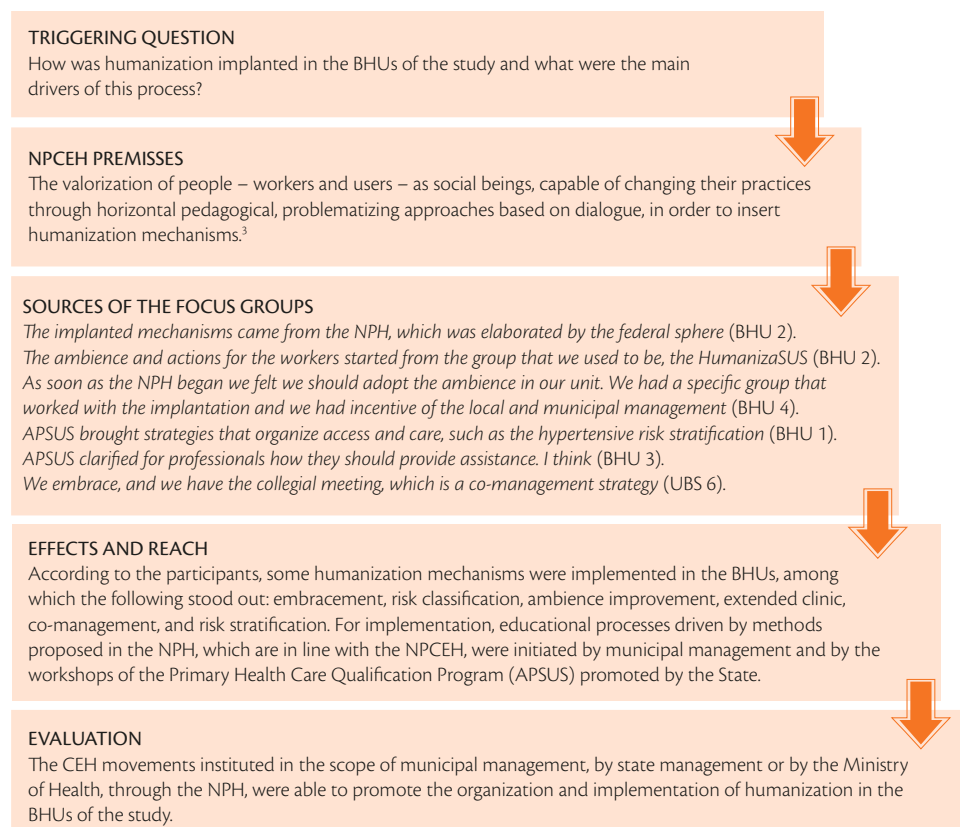 TRIGGERING QUESTION
How was humanization implanted in the BHUs of the study and what were the main
drivers of this process?
NPCEH PREMISSES
The valorization of people – workers and users – as social beings, capable of changing their practices
through horizontal pedagogical, problematizing approaches based on dialogue, in order to insert
humanization mechanisms.³
SOURCES OF THE FOCUS GROUPS
The implanted mechanisms came from the NPH, which was elaborated by the federal sphere (BHU 2).
The ambience and actions for the workers started from the group that we used to be, the HumanizaSUS (BHU 2).
As soon as the NPH began we felt we should adopt the ambience in our unit. We had a specific group that
worked with the implantation and we had incentive of the local and municipal management (BHU 4).
APSUS brought strategies that organize access and care, such as the hypertensive risk stratification (BHU 1).
APSUS clarified for professionals how they should provide assistance. I think (BHU 3).
We embrace, and we have the collegial meeting, which is a co-management strategy (UBS 6).
EFFECTS AND REACH
According to the participants, some humanization mechanisms were implemented in the BHUs, among
which the following stood out: embracement, risk classification, ambience improvement, extended clinic,
co-management, and risk stratification. For implementation, educational processes driven by methods
proposed in the NPH, which are in line with the NPCEH, were initiated by municipal management and by the
workshops of the Primary Health Care Qualification Program (APSUS) promoted by the State.
EVALUATION
The CEH movements instituted in the scope of municipal management, by state management or by the Ministry
of Health, through the NPH, were able to promote the organization and implementation of humanization in the
BHUs of the study.